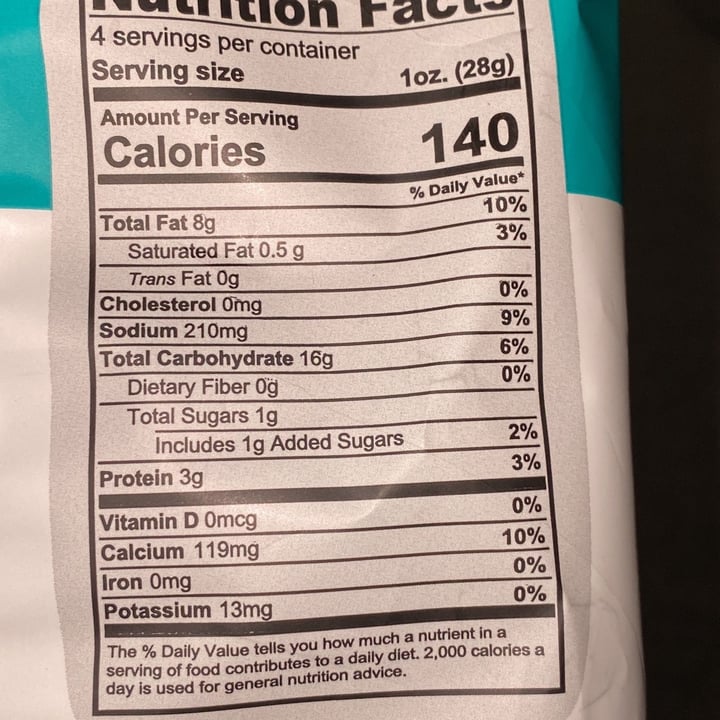 Nutrition Facts
4 servings per container
Serving size 1oz. (28g)
Amount Per Serving
Calories 140
% Daily Value*
Total Fat 8g 10%
Saturated Fat 0.5 g 3%
Trans Fat 0g
Cholesterol 0mg 0%
Sodium 210mg 9%
Total Carbohydrate 16g 6%
Dietary Fiber 0g 0%
Total Sugars 1g
Includes 1g Added Sugars 2%
Protein 3g 3%
Vitamin D 0mcg 0%
Calcium 119mg 10%
Iron 0mg 0%
Potassium 13mg 0%
The % Daily Value tells you how much a nutrient in a
serving of food contributes to a daily diet. 2,000 calories a
day is used for general nutrition advice.